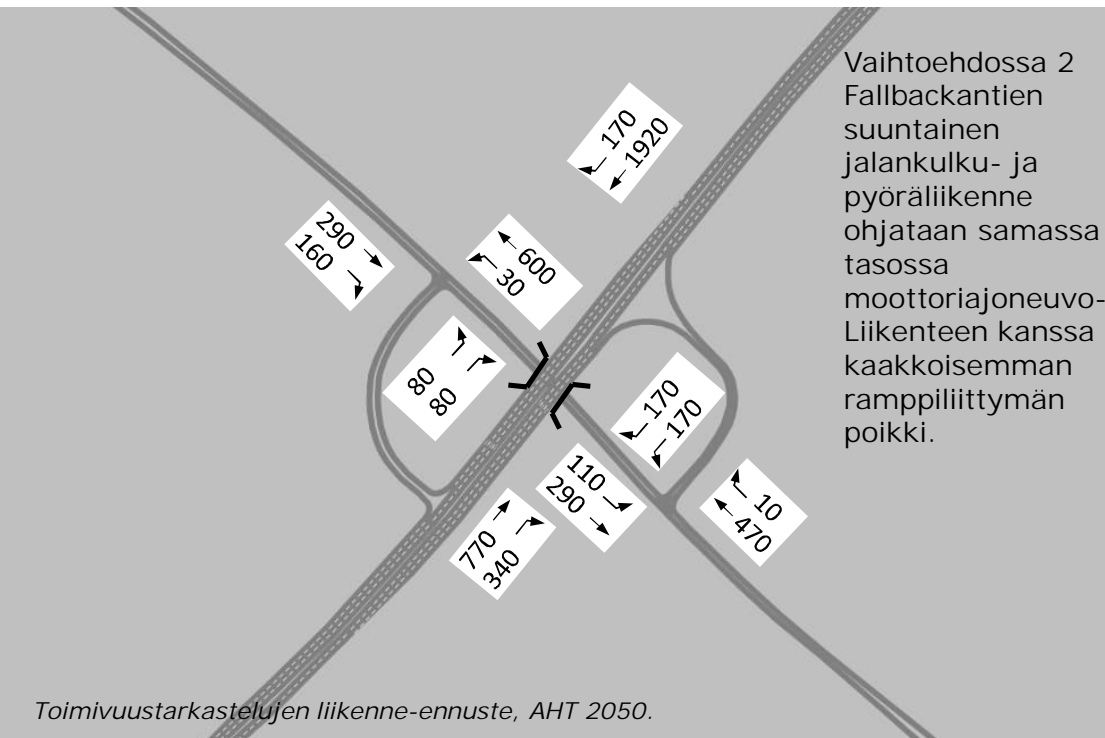 Vaihtoehdossa 2
Fallbackantien
suuntainen
jalankulku- ja
pyöräliikenne
ohjataan samassa
tasossa
moottoriajoneuvo-
Liikenteen kanssa
kaakkoisemman
ramppiliittymän
poikki.
170
1920
290
160
600
30
80
80
170
170
110
290
10
470
770
340
Toimivuustarkastelujen liikenne-ennuste, AHT 2050.